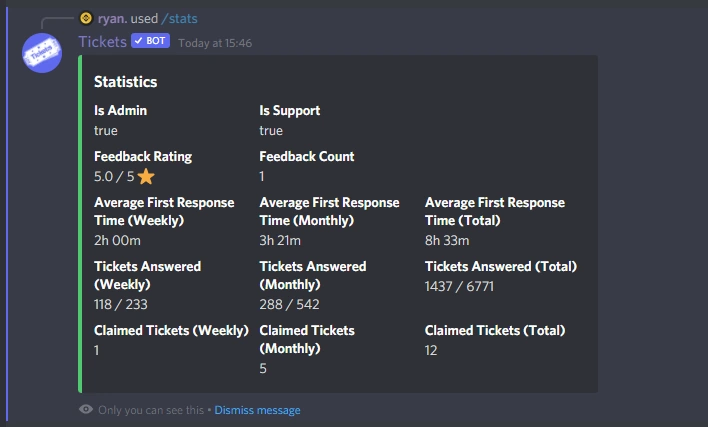 ryan. used /stats
Tickets
Tickets ✓ BOT Today at 15:46
Statistics
Is Admin Is Support
true true
Feedback Rating Feedback Count
5.0 / 5 ⭐ 1
Average First Response Average First Response Average First Response
Time (Weekly) Time (Monthly) Time (Total)
2h 00m 3h 21m 8h 33m
Tickets Answered Tickets Answered Tickets Answered (Total)
(Weekly) (Monthly) 1437 / 6771
118 / 233 288 / 542
Claimed Tickets (Weekly) Claimed Tickets Claimed Tickets (Total)
1 (Monthly) 12
5
Only you can see this • Dismiss message